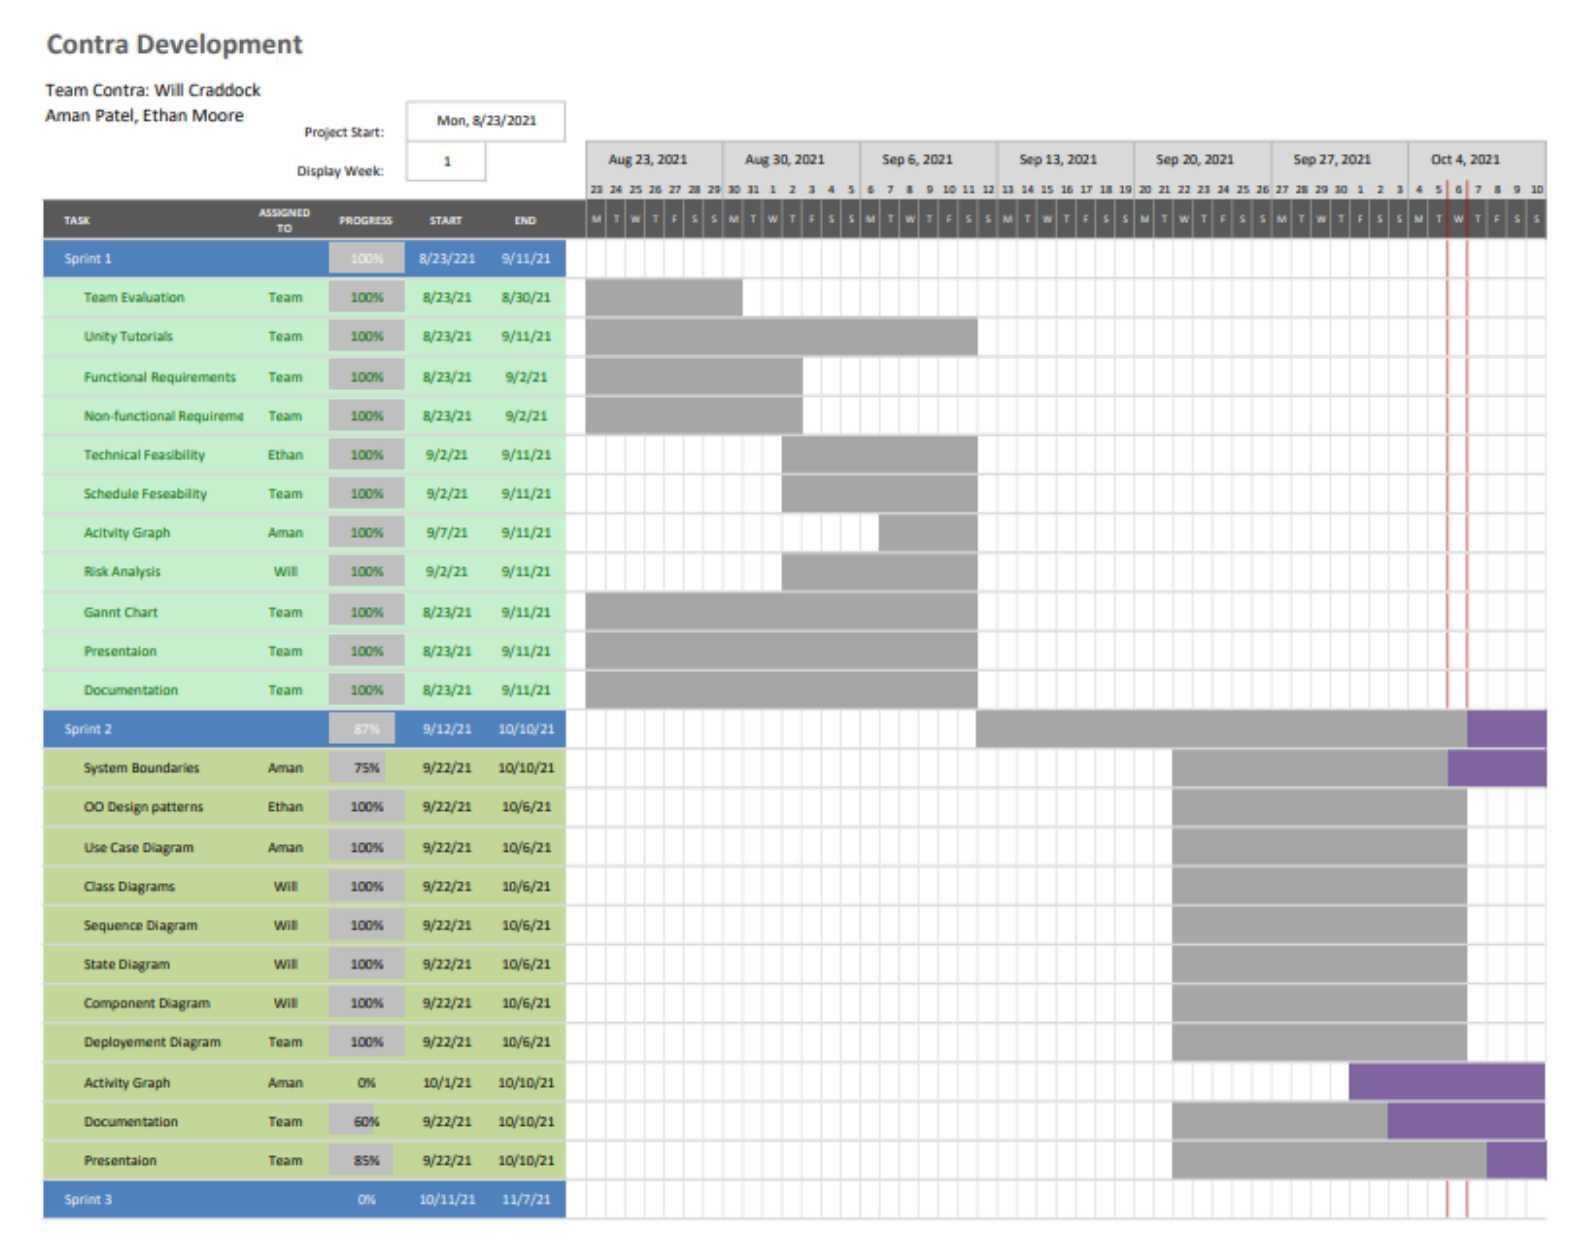 Contra Development
Team Contra: Will Craddock
Aman Patel, Ethan Moore
Project Start: Mon, 8/23/2021
Display Week: 1
Aug 23, 2021 Aug 30, 2021 Sep 6, 2021 Sep 13, 2021 Sep 20, 2021 Sep 27, 2021 Oct 4, 2021
23 24 25 26 27 28 29 30 31 1 2 3 4 5 6 7 8 9 10 11 12 13 14 15 16 17 18 19 20 21 22 23 24 25 26 27 28 29 30 1 2 3 4 5 6 7 8 9 10
TASK ASSIGNED TO PROGRESS START END M T W T F S S M T W T F S S M T W T F S S M T W T F S S M T W T F S S M T W T F S S M T W T F S S
Sprint 1 100% 8/23/221 9/11/21
Team Evaluation Team 100% 8/23/21 8/30/21
Unity Tutorials Team 100% 8/23/21 9/11/21
Functional Requirements Team 100% 8/23/21 9/2/21
Non-functional Requireme Team 100% 8/23/21 9/2/21
Technical Feasibility Ethan 100% 9/2/21 9/11/21
Schedule Feseability Team 100% 9/2/21 9/11/21
Acitvity Graph Aman 100% 9/7/21 9/11/21
Risk Analysis Will 100% 9/2/21 9/11/21
Gannt Chart Team 100% 8/23/21 9/11/21
Presentaion Team 100% 8/23/21 9/11/21
Documentation Team 100% 8/23/21 9/11/21
Sprint 2 87% 9/12/21 10/10/21
System Boundaries Aman 75% 9/22/21 10/10/21
OO Design patterns Ethan 100% 9/22/21 10/6/21
Use Case Diagram Aman 100% 9/22/21 10/6/21
Class Diagrams Will 100% 9/22/21 10/6/21
Sequence Diagram Will 100% 9/22/21 10/6/21
State Diagram Will 100% 9/22/21 10/6/21
Component Diagram Will 100% 9/22/21 10/6/21
Deployement Diagram Team 100% 9/22/21 10/6/21
Activity Graph Aman 0% 10/1/21 10/10/21
Documentation Team 60% 9/22/21 10/10/21
Presentaion Team 85% 9/22/21 10/10/21
Sprint 3 0% 10/11/21 11/7/21